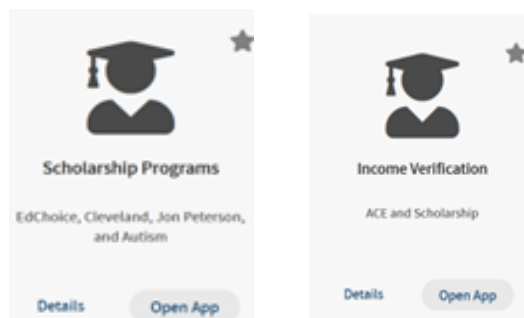 Scholarship Programs
EdChoice, Cleveland, Jon Peterson,
and Autism
Details Open App
Income Verification
ACE and Scholarship
Details Open App